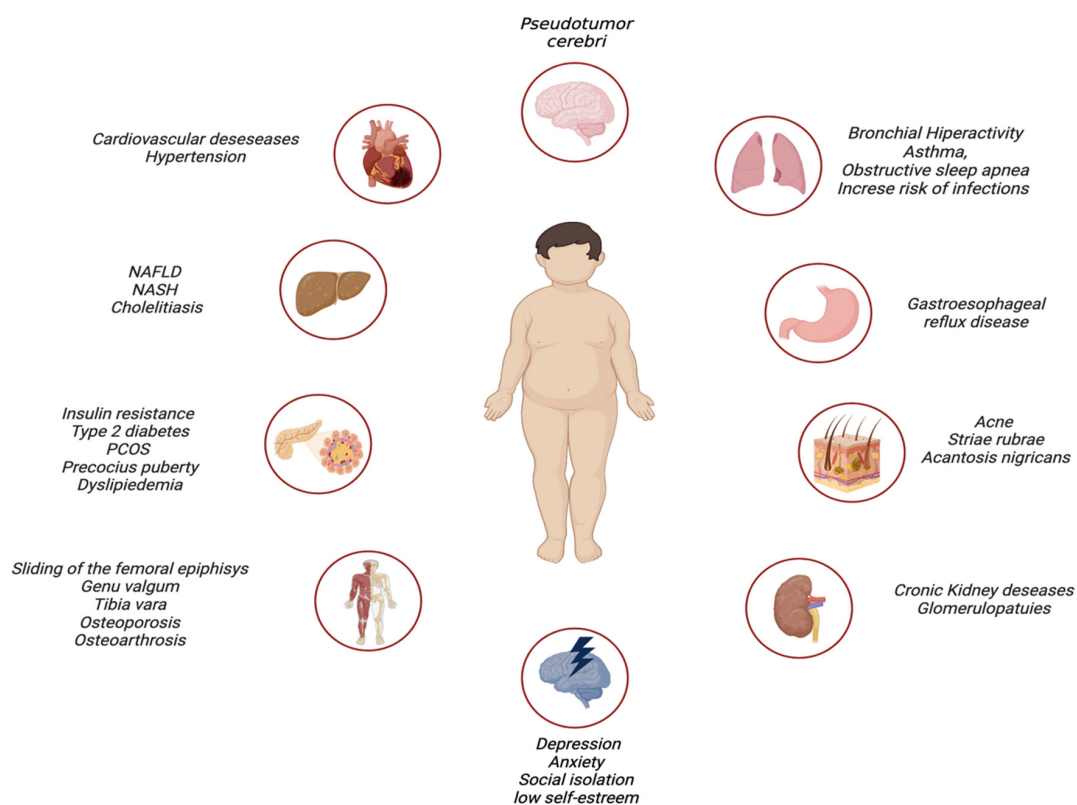 Pseudotumor
cerebri
Cardiovascular deseseases
Hypertension
Bronchial Hiperactivity
Asthma,
Obstructive sleep apnea
Increse risk of infections
NAFLD
NASH
Cholelitiasis
Gastroesophageal
reflux disease
Insulin resistance
Type 2 diabetes
PCOS
Precocius puberty
Dyslipiedemia
Acne
Striae rubrae
Acantosis nigricans
Sliding of the femoral epiphisys
Genu valgum
Tibia vara
Osteoporosis
Osteoarthrosis
Cronic Kidney deseases
Glomerulopatuies
Depression
Anxiety
Social isolation
low self-estreem